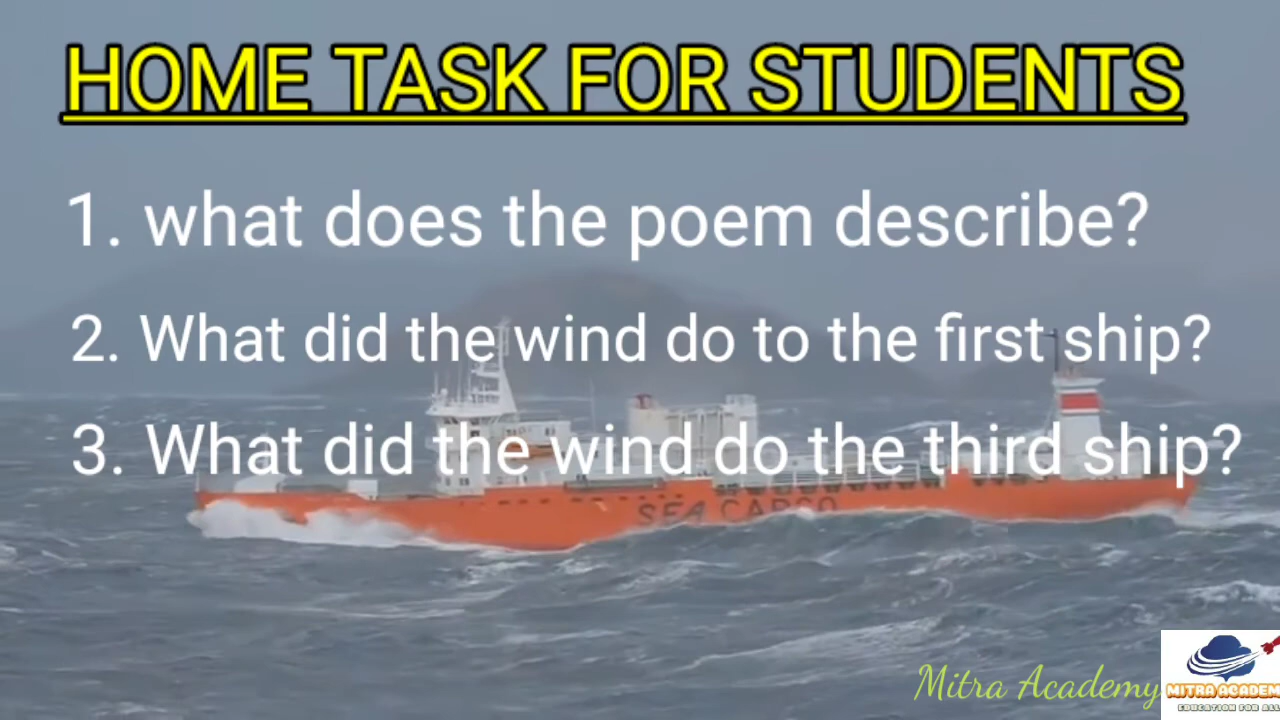 HOME TASK FOR STUDENTS
1. what does the poem describe?
2. What did the wind do to the first ship?
3. What did the wind do the third ship?
SEA CARGO
Mitra Academy
MITRA ACADEM
EDUCATION FOR ALL